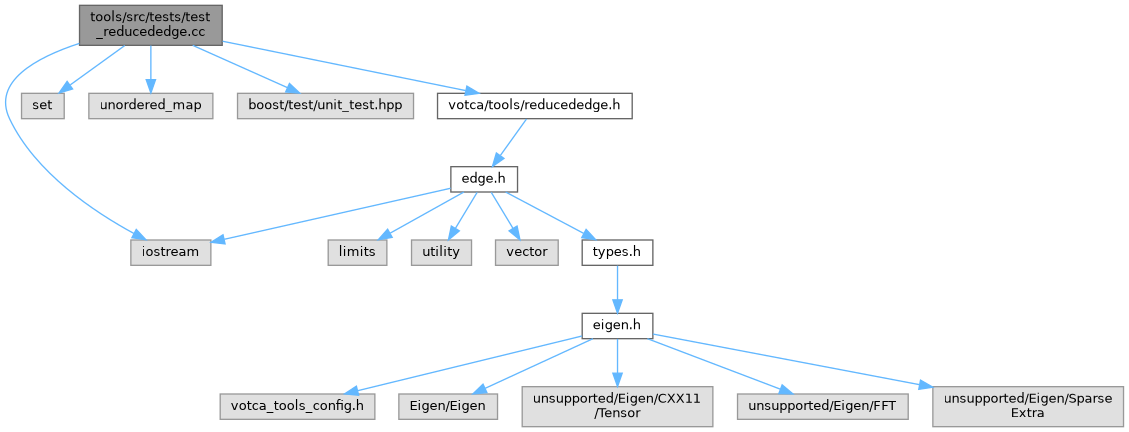 tools/src/tests/test
_reducededge.cc
set
unordered_map
boost/test/unit_test.hpp
votca/tools/reducededge.h
edge.h
iostream
limits
utility
vector
types.h
eigen.h
votca_tools_config.h
Eigen/Eigen
unsupported/Eigen/CXX11
/Tensor
unsupported/Eigen/FFT
unsupported/Eigen/Sparse
Extra